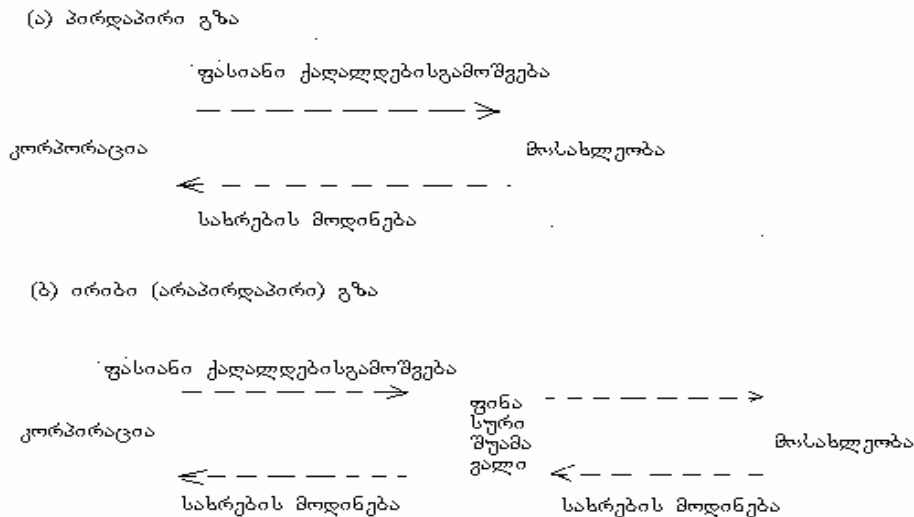 (ა) პირდაპირი გზა
ფასიანი ქაღალდებისგამოშვება
კორპორაცია
მოსახლეობა
სახრების მოდინება
(ბ) ირიბი (არაპირდაპირი) გზა
ფასიანი ქაღალდებისგამოშვება
კორპირაცია
ფინა
სური
შუამა
ვალი
მოსახლეობა
სახრების მოდინება
სახრების მოდინება